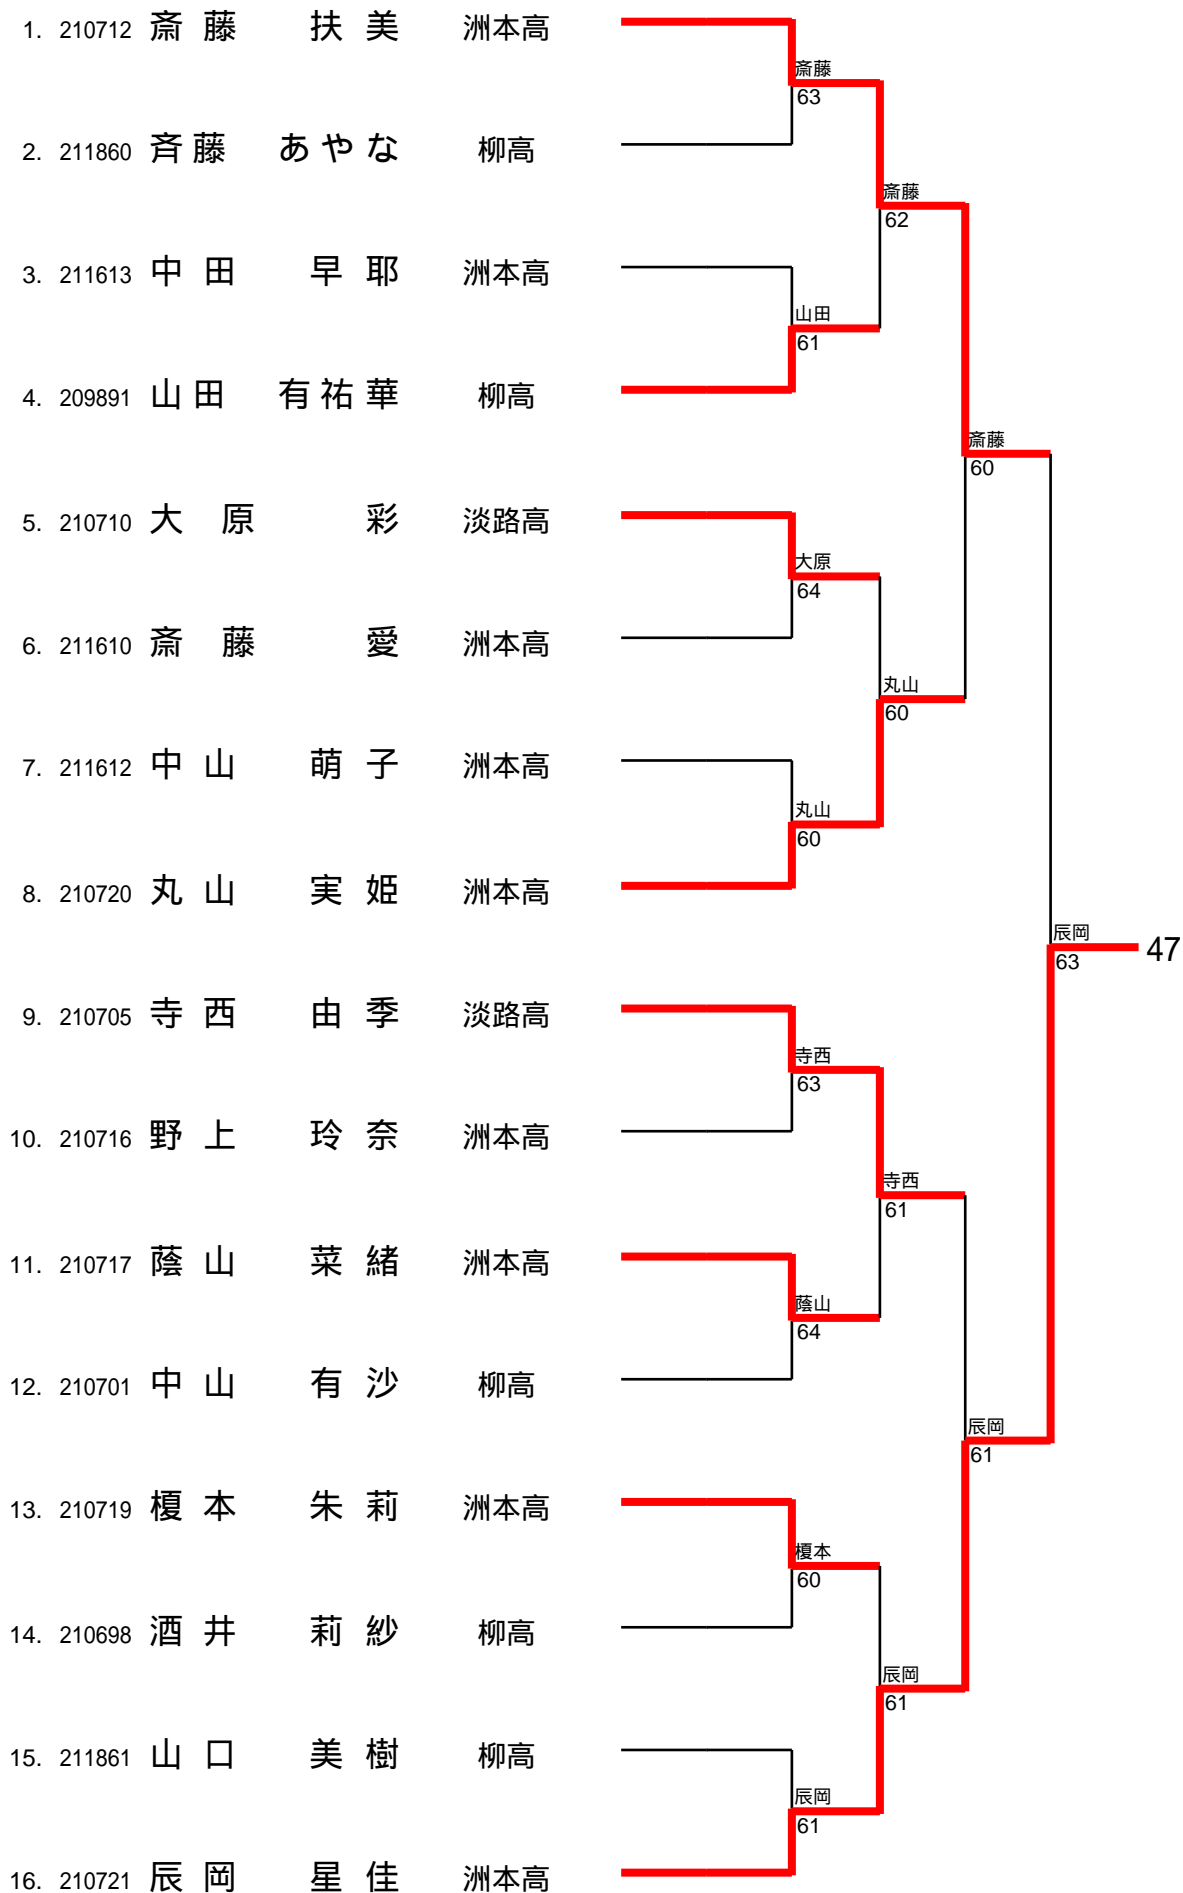 1. 210712 斎藤 扶美 洲本高
斎藤
63
2. 211860 斉藤 あやな 柳高
斎藤
62
3. 211613 中田 早耶 洲本高
山田
61
4. 209891 山田 有祐華 柳高
斎藤
60
5. 210710 大原 彩 淡路高
大原
64
6. 211610 斎藤 愛 洲本高
丸山
60
7. 211612 中山 萌子 洲本高
丸山
60
8. 210720 丸山 実姫 洲本高
辰岡
63 47
9. 210705 寺西 由季 淡路高
寺西
63
10. 210716 野上 玲奈 洲本高
寺西
61
11. 210717 蔭山 菜緒 洲本高
蔭山
64
12. 210701 中山 有沙 柳高
辰岡
61
13. 210719 榎本 朱莉 洲本高
榎本
60
14. 210698 酒井 莉紗 柳高
辰岡
61
15. 211861 山口 美樹 柳高
辰岡
61
16. 210721 辰岡 星佳 洲本高